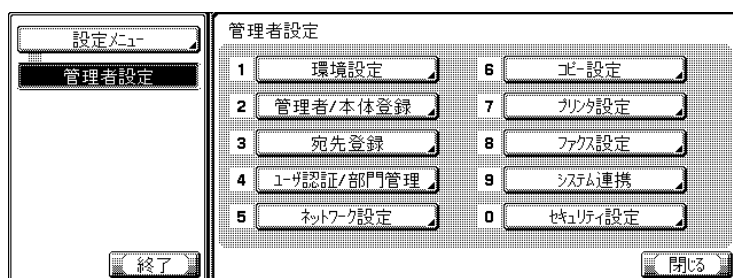 設定ﾒﾆｭｰ
管理者設定
終了
管理者設定
1 環境設定
2 管理者/本体登録
3 宛先登録
4 ﾕｰｻﾞ認証/部門管理
5 ﾈｯﾄﾜｰｸ設定
6 ｺﾋﾟｰ設定
7 ﾌﾟﾘﾝﾀ設定
8 ﾌｧｸｽ設定
9 ｼｽﾃﾑ連携
0 ｾｷｭﾘﾃｨ設定
閉じる